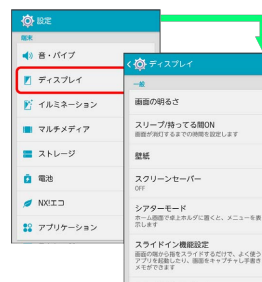 設定
端末
音・バイブ
ディスプレイ
イルミネーション
マルチメディア
ストレージ
電池
NX!エコ
アプリケーション
ディスプレイ
一般
画面の明るさ
スリープ/持ってる間ON
画面が消灯するまでの時間を設定します
壁紙
スクリーンセーバー
OFF
シアターモード
ホーム画面で卓上ホルダに置くと、メニューを表
示します
スライドイン機能設定
画面の端から指をスライドするだけで、よく使う
アプリを起動したり、画面をキャプチャし手書き
メモができます